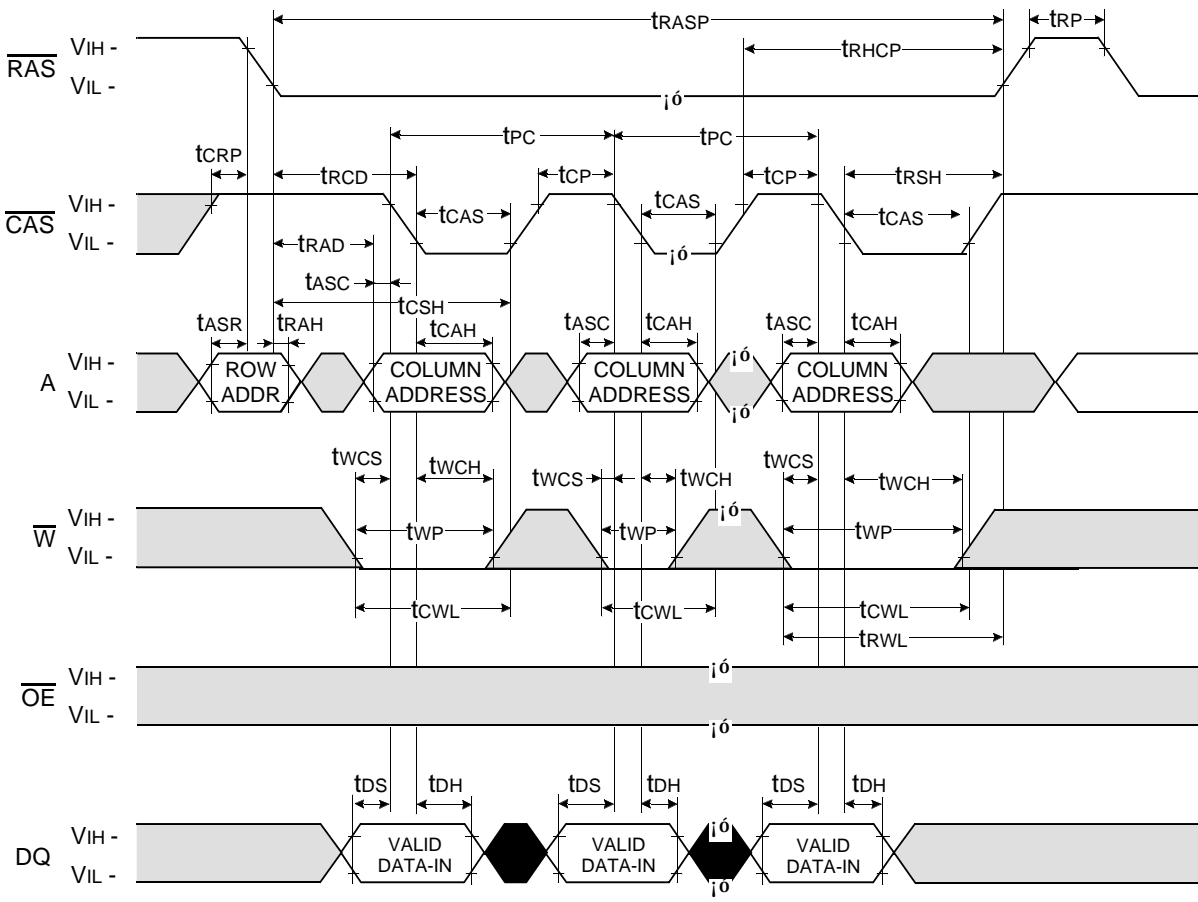 tRASP
tRP
tRHCP
RAS
VIH -
VIL -
¡ó
tPC
tPC
tCRP
tRCD
tCP
tCP
tRSH
CAS
VIH -
VIL -
tCAS
tCAS
tCAS
¡ó
tRAD
tASC
tCSH
tASR
tRAH
tCAH
tASC
tCAH
tASC
tCAH
A
VIH -
VIL -
ROW
ADDR
COLUMN
ADDRESS
COLUMN
ADDRESS
¡ó
¡ó
COLUMN
ADDRESS
tWCS
tWCH
tWCS
tWCH
tWCS
tWCH
W
VIH -
VIL -
tWP
tWP
¡ó
tWP
tCWL
tCWL
tCWL
tRWL
OE
VIH -
VIL -
¡ó
¡ó
tDS
tDH
tDS
tDH
tDS
tDH
DQ
VIH -
VIL -
VALID
DATA-IN
VALID
DATA-IN
¡ó
¡ó
VALID
DATA-IN